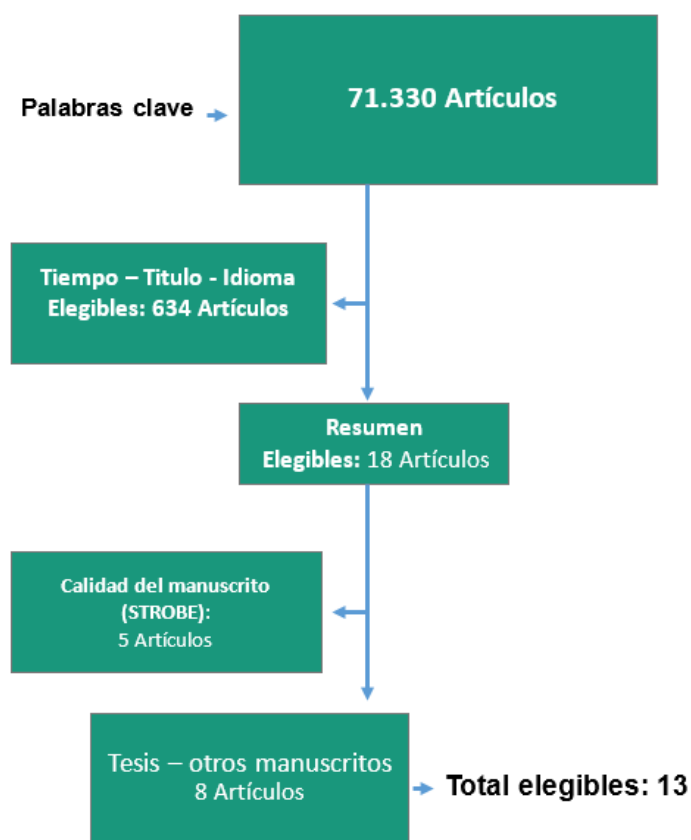 71.330 Artículos
Palabras clave
Tiempo – Titulo - Idioma
Elegibles: 634 Artículos
Resumen
Elegibles: 18 Artículos
Calidad del manuscrito
(STROBE):
5 Artículos
Tesis – otros manuscritos
8 Artículos
Total elegibles: 13